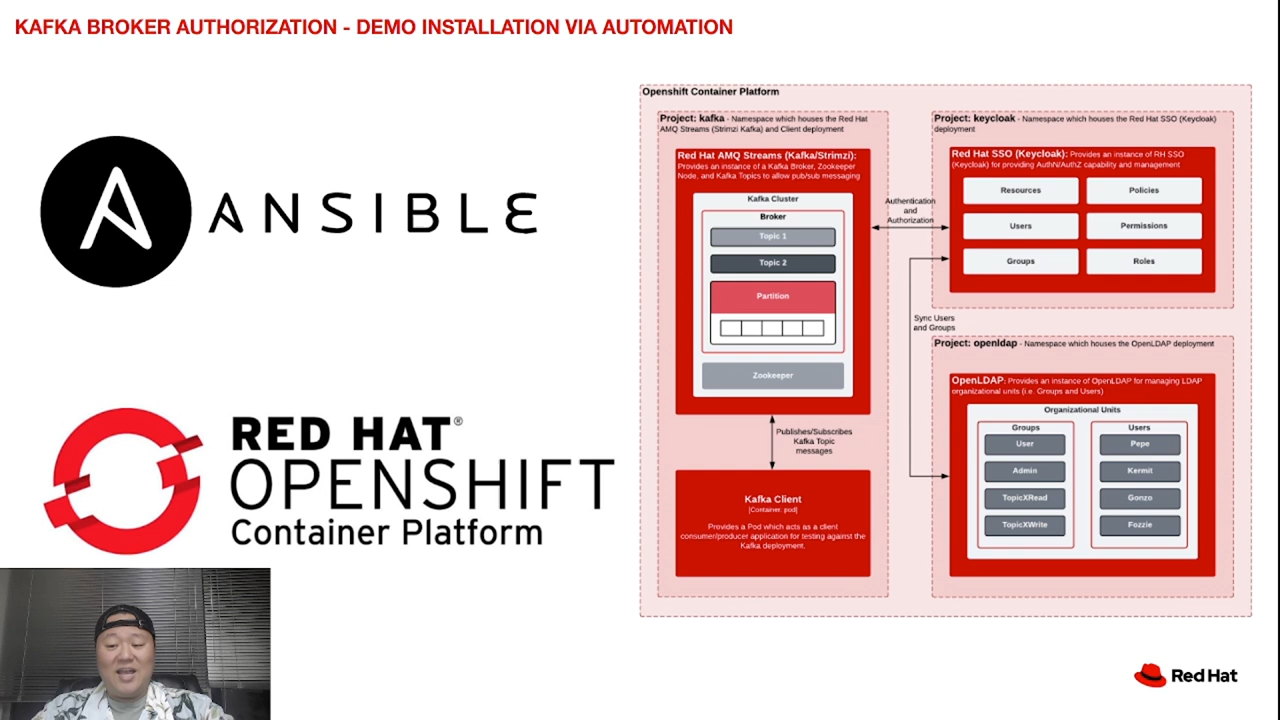 KAFKA BROKER AUTHORIZATION - DEMO INSTALLATION VIA AUTOMATION
ANSIBLE
RED HAT®
OPENSHIFT
Container Platform
Openshift Container Platform
Project: kafka - Namespace which houses the Red Hat
AMQ Streams (Strimzi Kafka) and Client deployment
Red Hat AMQ Streams (Kafka/Strimzi):
Provides an instance of a Kafka Broker, Zookeeper
Node, and Kafka Topics to allow pub/sub messaging
Kafka Cluster
Broker
Topic 1
Topic 2
Partition
Zookeeper
Publishes/Subscribes
Kafka Topic
messages
Kafka Client
[Container: pod]
Provides a Pod which acts as a client
consumer/producer application for testing against the
Kafka deployment.
Authentication
and
Authorization
Project: keycloak - Namespace which houses the Red Hat SSO (Keycloak)
deployment
Red Hat SSO (Keycloak): Provides an instance of RH SSO
(Keycloak) for providing AuthN/AuthZ capability and management
Resources
Policies
Users
Permissions
Groups
Roles
Sync Users
and Groups
Project: openldap - Namespace which houses the OpenLDAP deployment
OpenLDAP: Provides an instance of OpenLDAP for managing LDAP
organizational units (i.e. Groups and Users)
Organizational Units
Groups
User
Admin
TopicXRead
TopicXWrite
Users
Pepe
Kermit
Gonzo
Fozzie
Red Hat